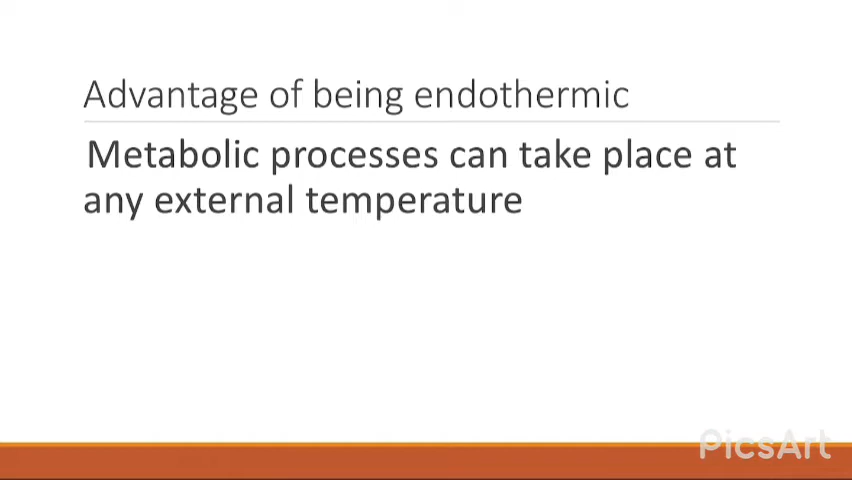 Advantage of being endothermic
Metabolic processes can take place at
any external temperature
PicsArt